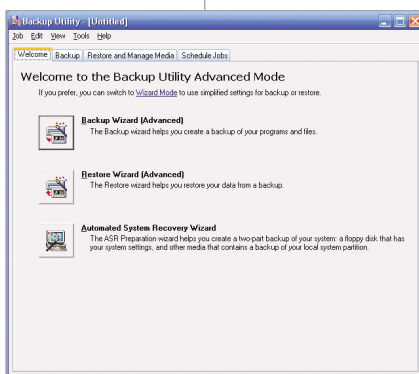 Backup Utility - [Untitled]
Job Edit View Tools Help
Welcome Backup Restore and Manage Media Schedule Jobs
Welcome to the Backup Utility Advanced Mode
If you prefer, you can switch to Wizard Mode to use simplified settings for backup or restore.
Backup Wizard (Advanced)
The Backup wizard helps you create a backup of your programs and files.
Restore Wizard (Advanced)
The Restore wizard helps you restore your data from a backup.
Automated System Recovery Wizard
The ASR Preparation wizard helps you create a two-part backup of your system: a floppy disk that has
your system settings, and other media that contains a backup of your local system partition.